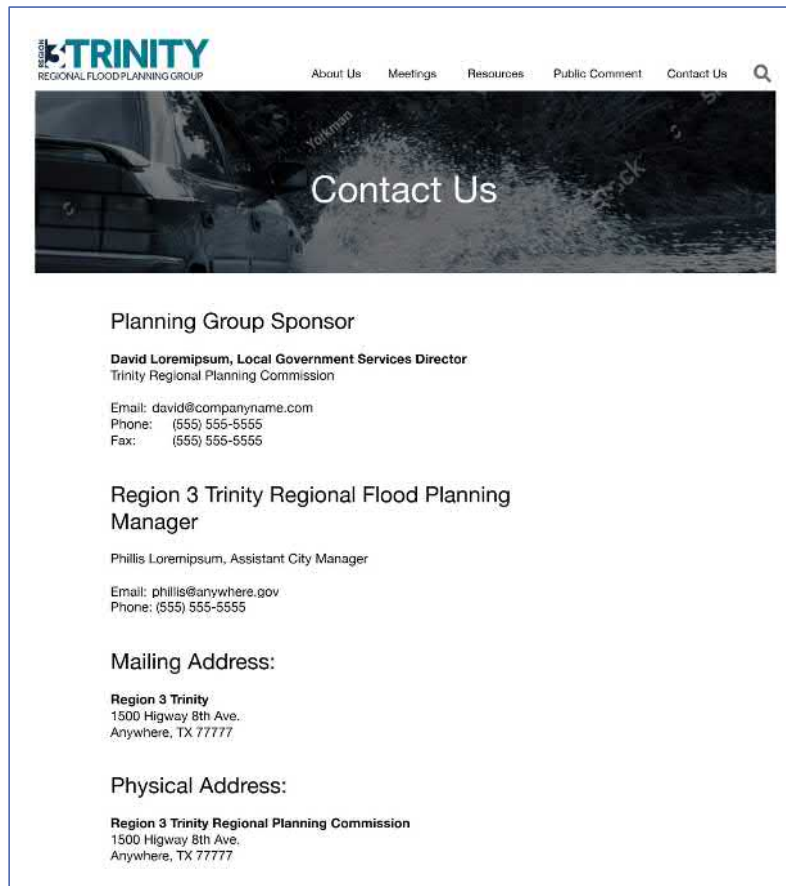 REGION
3TRINITY
REGIONAL FLOOD PLANNING GROUP
About Us Meetings Resources Public Comment Contact Us
Yorkman
Contact Us
Planning Group Sponsor
David Loremipsum, Local Government Services Director
Trinity Regional Planning Commission
Email: david@companyname.com
Phone: (555) 555-5555
Fax: (555) 555-5555
Region 3 Trinity Regional Flood Planning
Manager
Phillis Loremipsum, Assistant City Manager
Email: phillis@anywhere.gov
Phone: (555) 555-5555
Mailing Address:
Region 3 Trinity
1500 Higway 8th Ave.
Anywhere, TX 77777
Physical Address:
Region 3 Trinity Regional Planning Commission
1500 Higway 8th Ave.
Anywhere, TX 77777